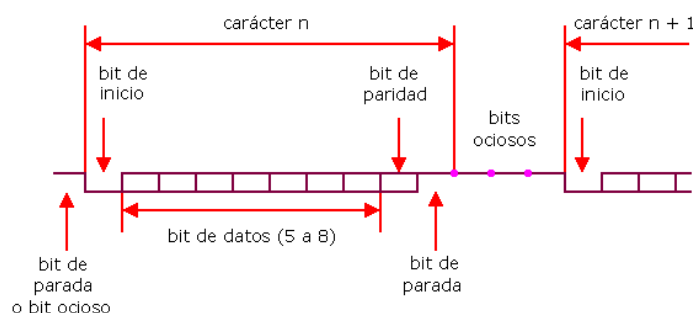 carácter n
carácter n + 1
bit de
inicio
bit de
paridad
bits
ociosos
bit de
inicio
bit de datos (5 a 8)
bit de
parada
o bit ocioso
bit de
parada